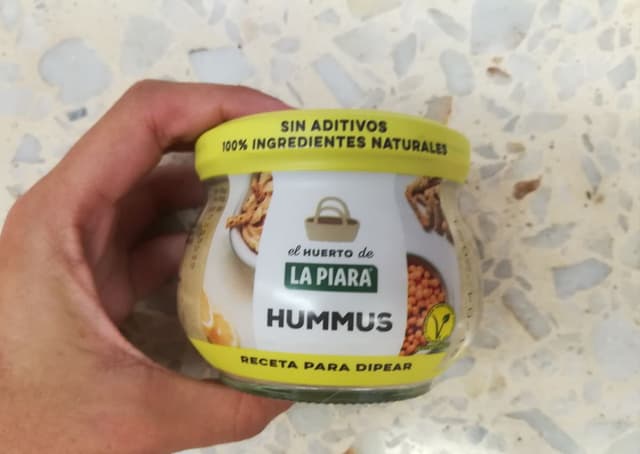 SIN ADITIVOS
100% INGREDIENTES NATURALES
el HUERTO de
LA PIARA
HUMMUS
RECETA PARA DIPEAR